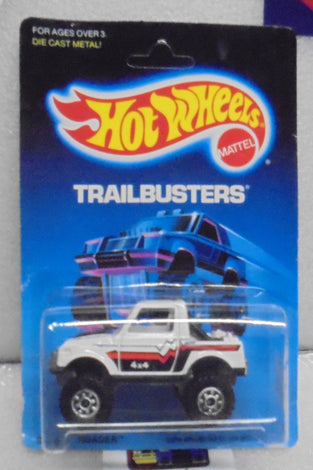 FOR AGES OVER 3
DIE CAST METAL!
Hot Wheels®
MATTEL
TRAILBUSTERS®
4x4